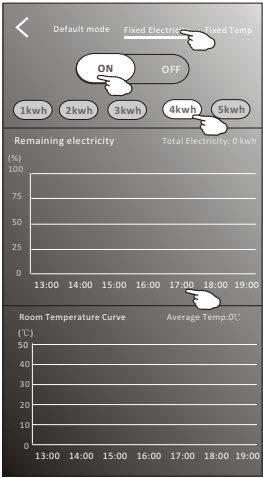 Default mode Fixed Electric Fixed Temp
ON OFF
1kwh 2kwh 3kwh 4kwh 5kwh
Remaining electricity Total Electricity: 0 kwh
(%)
100
75
50
25
0
13:00 14:00 15:00 16:00 17:00 18:00 19:00
Room Temperature Curve Average Temp:0℃
(℃)
50
40
30
20
10
0
13:00 14:00 15:00 16:00 17:00 18:00 19:00